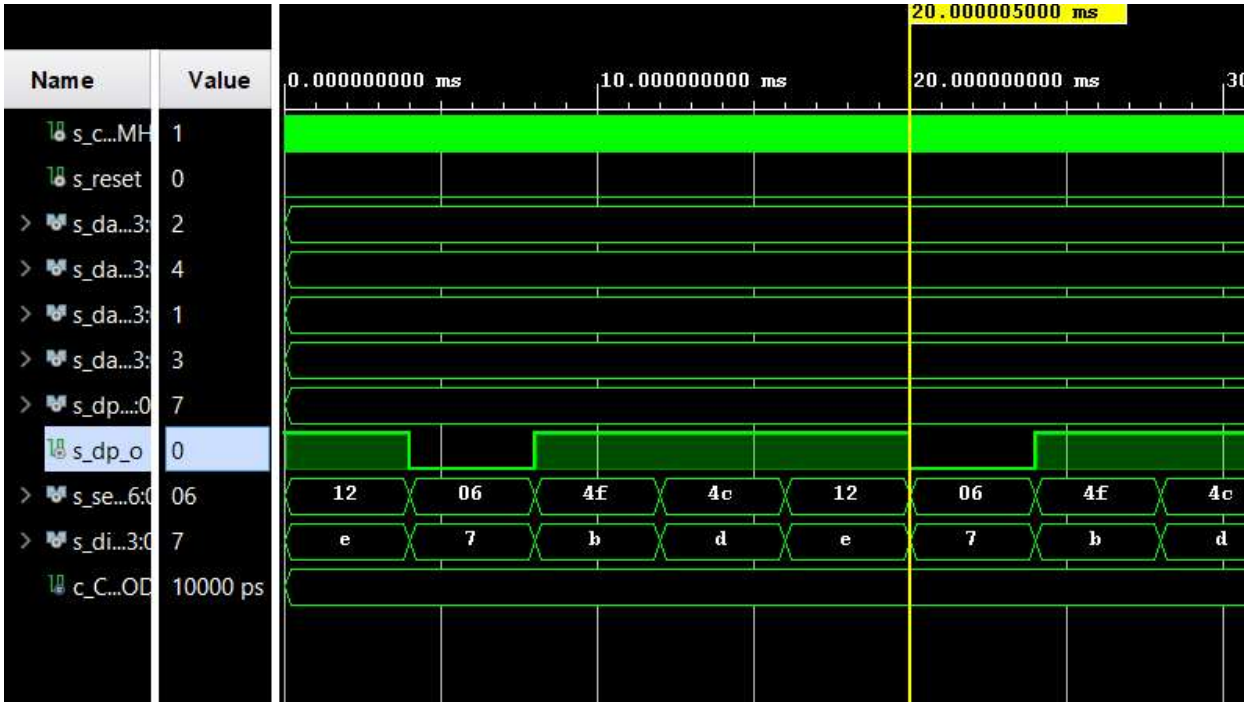 20.000005000 ms
Name Value 0.000000000 ms 10.000000000 ms 20.000000000 ms 30
s_c...MH 1
s_reset 0
s_da...3: 2
s_da...3: 4
s_da...3: 1
s_da...3: 3
s_dp...:0 7
s_dp_o 0
s_se...6:0 06 12 06 4f 4c 12 06 4f 4c
s_di...3:0 7 e 7 b d e 7 b d
c_C...OD 10000 ps